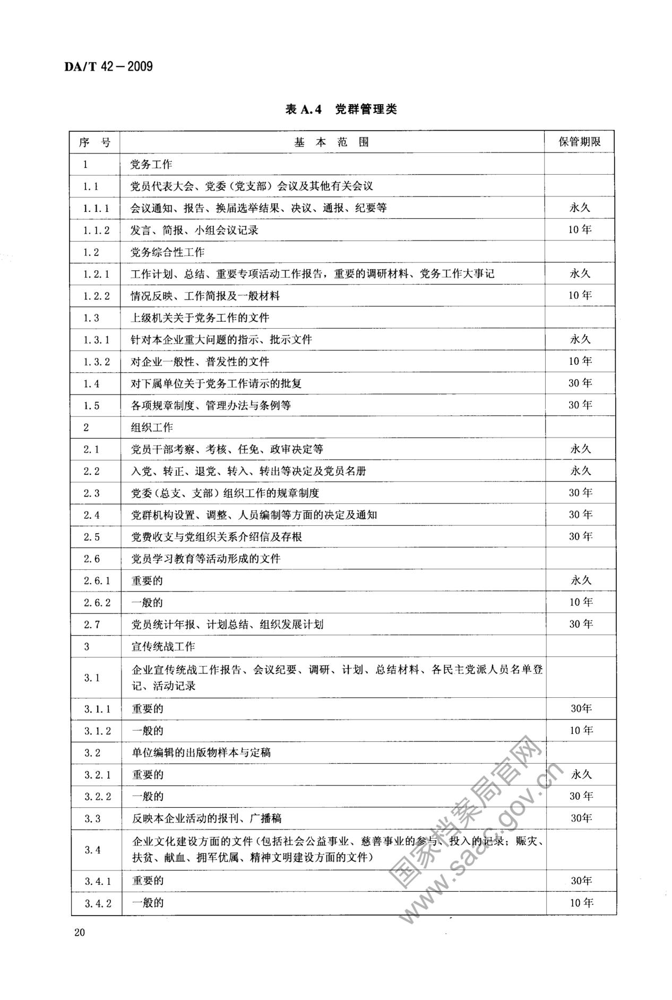 DA/T 42－2009
表 A.4 党群管理类
序 号 基 本 范 围 保管期限
1 党务工作
1.1 党员代表大会、党委（党支部）会议及其他有关会议
1.1.1 会议通知、报告、换届选举结果、决议、通报、纪要等 永久
1.1.2 发言、简报、小组会议记录 10 年
1.2 党务综合性工作
1.2.1 工作计划、总结、重要专项活动工作报告，重要的调研材料、党务工作大事记 永久
1.2.2 情况反映、工作简报及一般材料 10 年
1.3 上级机关关于党务工作的文件
1.3.1 针对本企业重大问题的指示、批示文件 永久
1.3.2 对企业一般性、普发性的文件 10 年
1.4 对下属单位关于党务工作请示的批复 30 年
1.5 各项规章制度、管理办法与条例等 30 年
2 组织工作
2.1 党员干部考察、考核、任免、政审决定等 永久
2.2 入党、转正、退党、转入、转出等决定及党员名册 永久
2.3 党委（总支、支部）组织工作的规章制度 30 年
2.4 党群机构设置、调整、人员编制等方面的决定及通知 30 年
2.5 党费收支与党组织关系介绍信及存根 30 年
2.6 党员学习教育等活动形成的文件
2.6.1 重要的 永久
2.6.2 一般的 10 年
2.7 党员统计年报、计划总结、组织发展计划 30 年
3 宣传统战工作
3.1 企业宣传统战工作报告、会议纪要、调研、计划、总结材料、各民主党派人员名单登
记、活动记录
3.1.1 重要的 30年
3.1.2 一般的 10 年
3.2 单位编辑的出版物样本与定稿
3.2.1 重要的 永久
3.2.2 一般的 30 年
3.3 反映本企业活动的报刊、广播稿 30年
3.4 企业文化建设方面的文件（包括社会公益事业、慈善事业的参与、投入的记录；赈灾、
扶贫、献血、拥军优属、精神文明建设方面的文件）
3.4.1 重要的 30年
3.4.2 一般的 10 年
国家档案局官网
www.saac.gov.cn
20